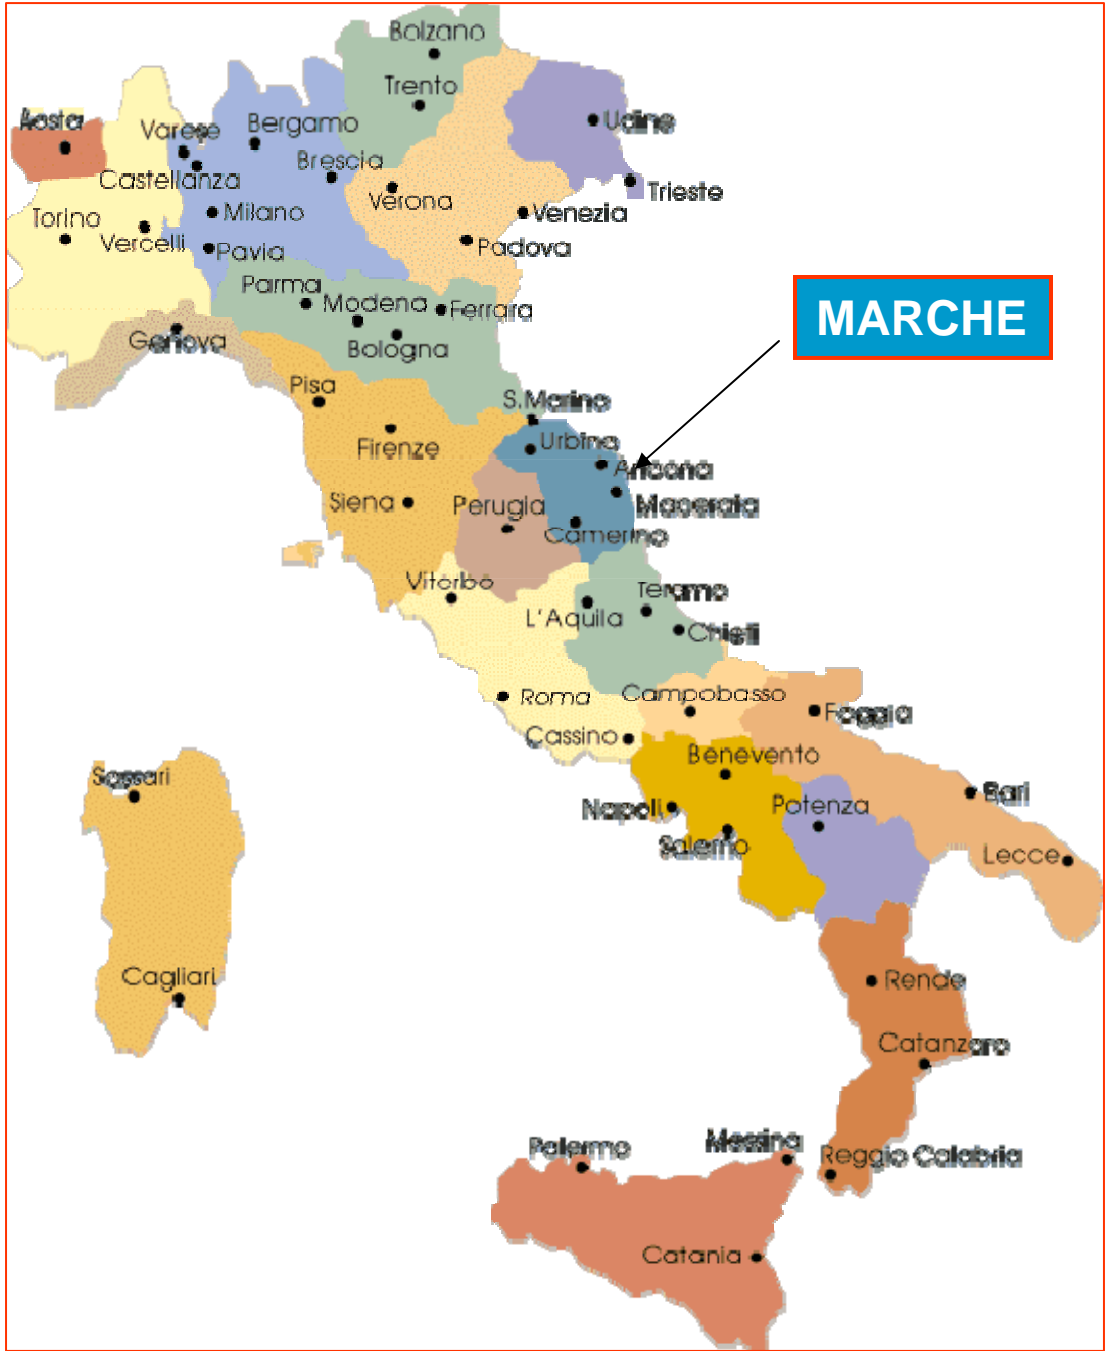 Bolzano
Trento
Aosta
Varese
Bergamo
Udine
Brescia
Castellanza
Verona
Trieste
Torino
Milano
Venezia
Vercelli
Pavia
Padova
Parma
Modena
Ferrara
MARCHE
Genova
Bologna
Pisa
S.Marino
Firenze
Urbino
Ancona
Siena
Perugia
Macerata
Camerino
Viterbo
Teramo
L'Aquila
Chieti
Roma
Campobasso
Foggia
Cassino
Benevento
Sassari
Bari
Napoli
Potenza
Salerno
Lecce
Cagliari
Rende
Catanzaro
Palermo
Messina
Reggio Calabria
Catania